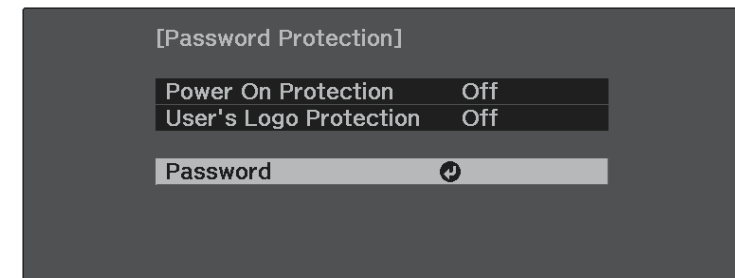 [Password Protection]
Power On Protection Off
User's Logo Protection Off
Password